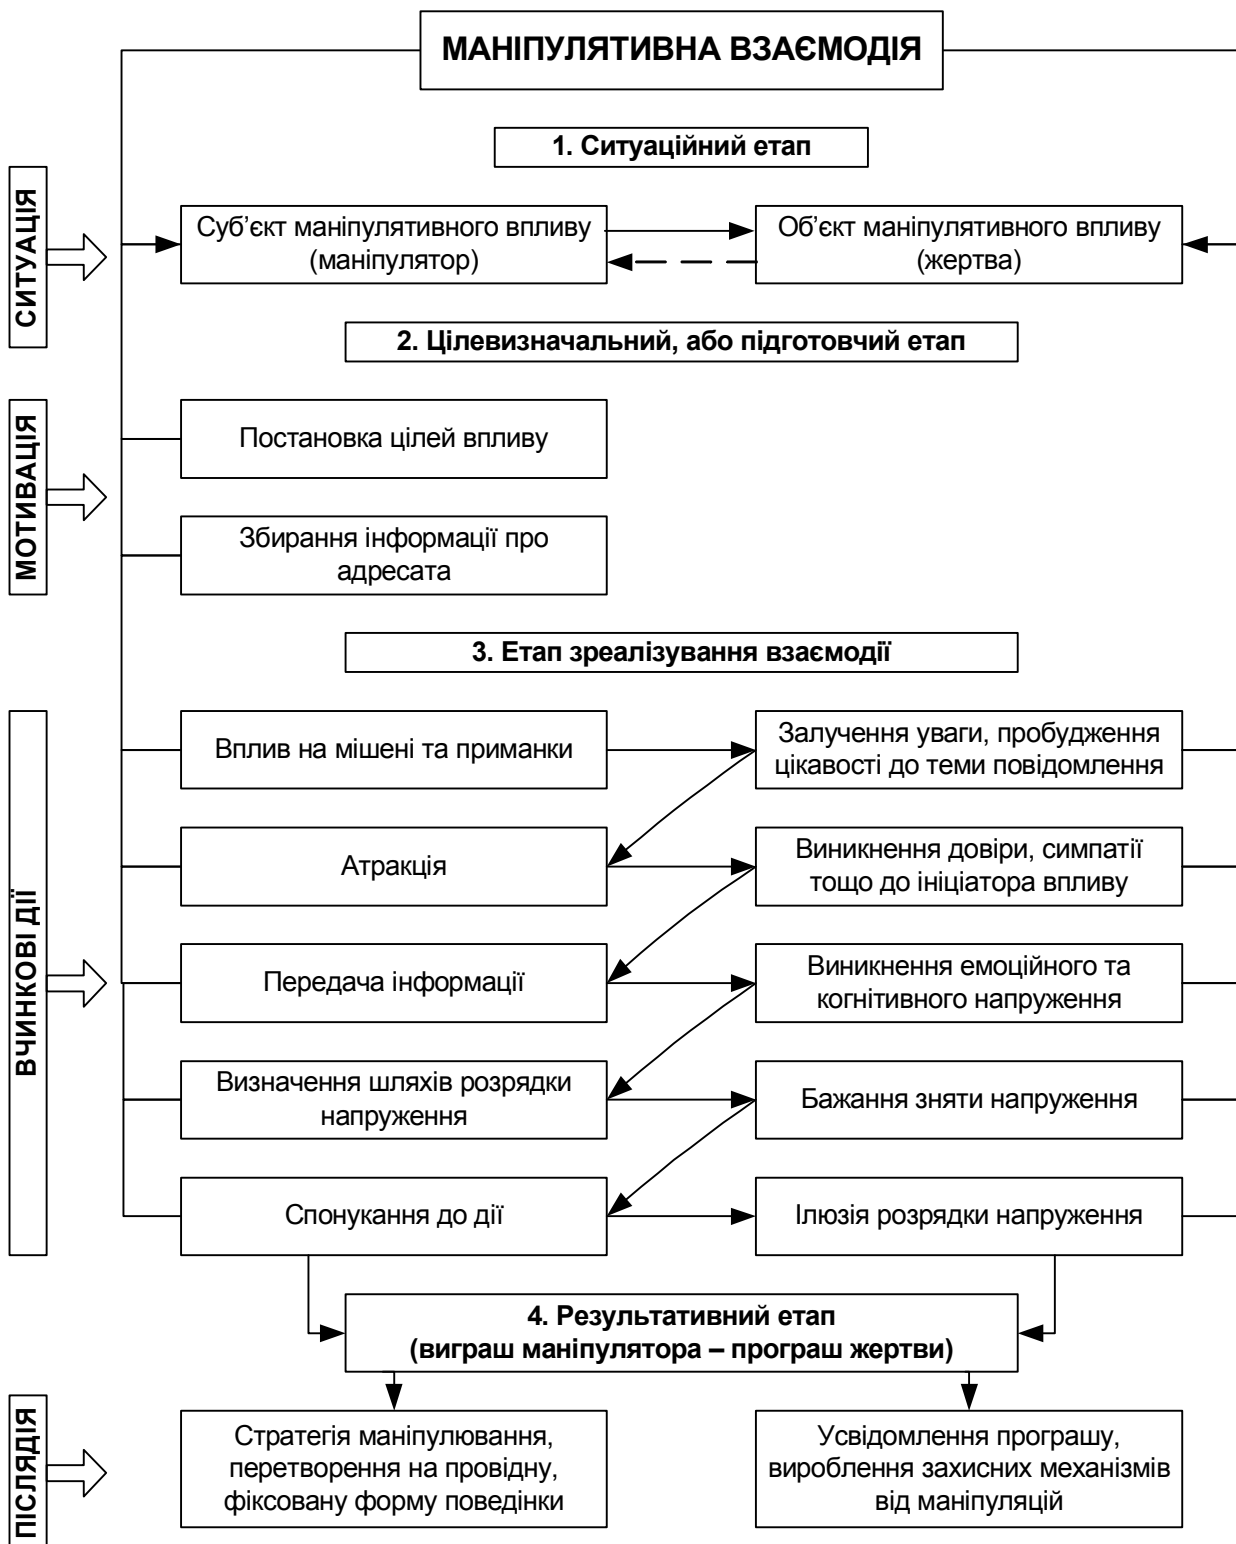 МАНІПУЛЯТИВНА ВЗАЄМОДІЯ
1. Ситуаційний етап
СИТУАЦІЯ
Суб’єкт маніпулятивного впливу
(маніпулятор)
Об’єкт маніпулятивного впливу
(жертва)
2. Цілевизначальний, або підготовчий етап
МОТИВАЦІЯ
Постановка цілей впливу
Збирання інформації про
адресата
3. Етап зреалізування взаємодії
ВЧИНКОВІ ДІЇ
Вплив на мішені та приманки
Залучення уваги, пробудження
цікавості до теми повідомлення
Атракція
Виникнення довіри, симпатії
тощо до ініціатора впливу
Передача інформації
Виникнення емоційного та
когнітивного напруження
Визначення шляхів розрядки
напруження
Бажання зняти напруження
Спонукання до дії
Ілюзія розрядки напруження
4. Результативний етап
(виграш маніпулятора – програш жертви)
ПІСЛЯДІЯ
Стратегія маніпулювання,
перетворення на провідну,
фіксовану форму поведінки
Усвідомлення програшу,
вироблення захисних механізмів
від маніпуляцій